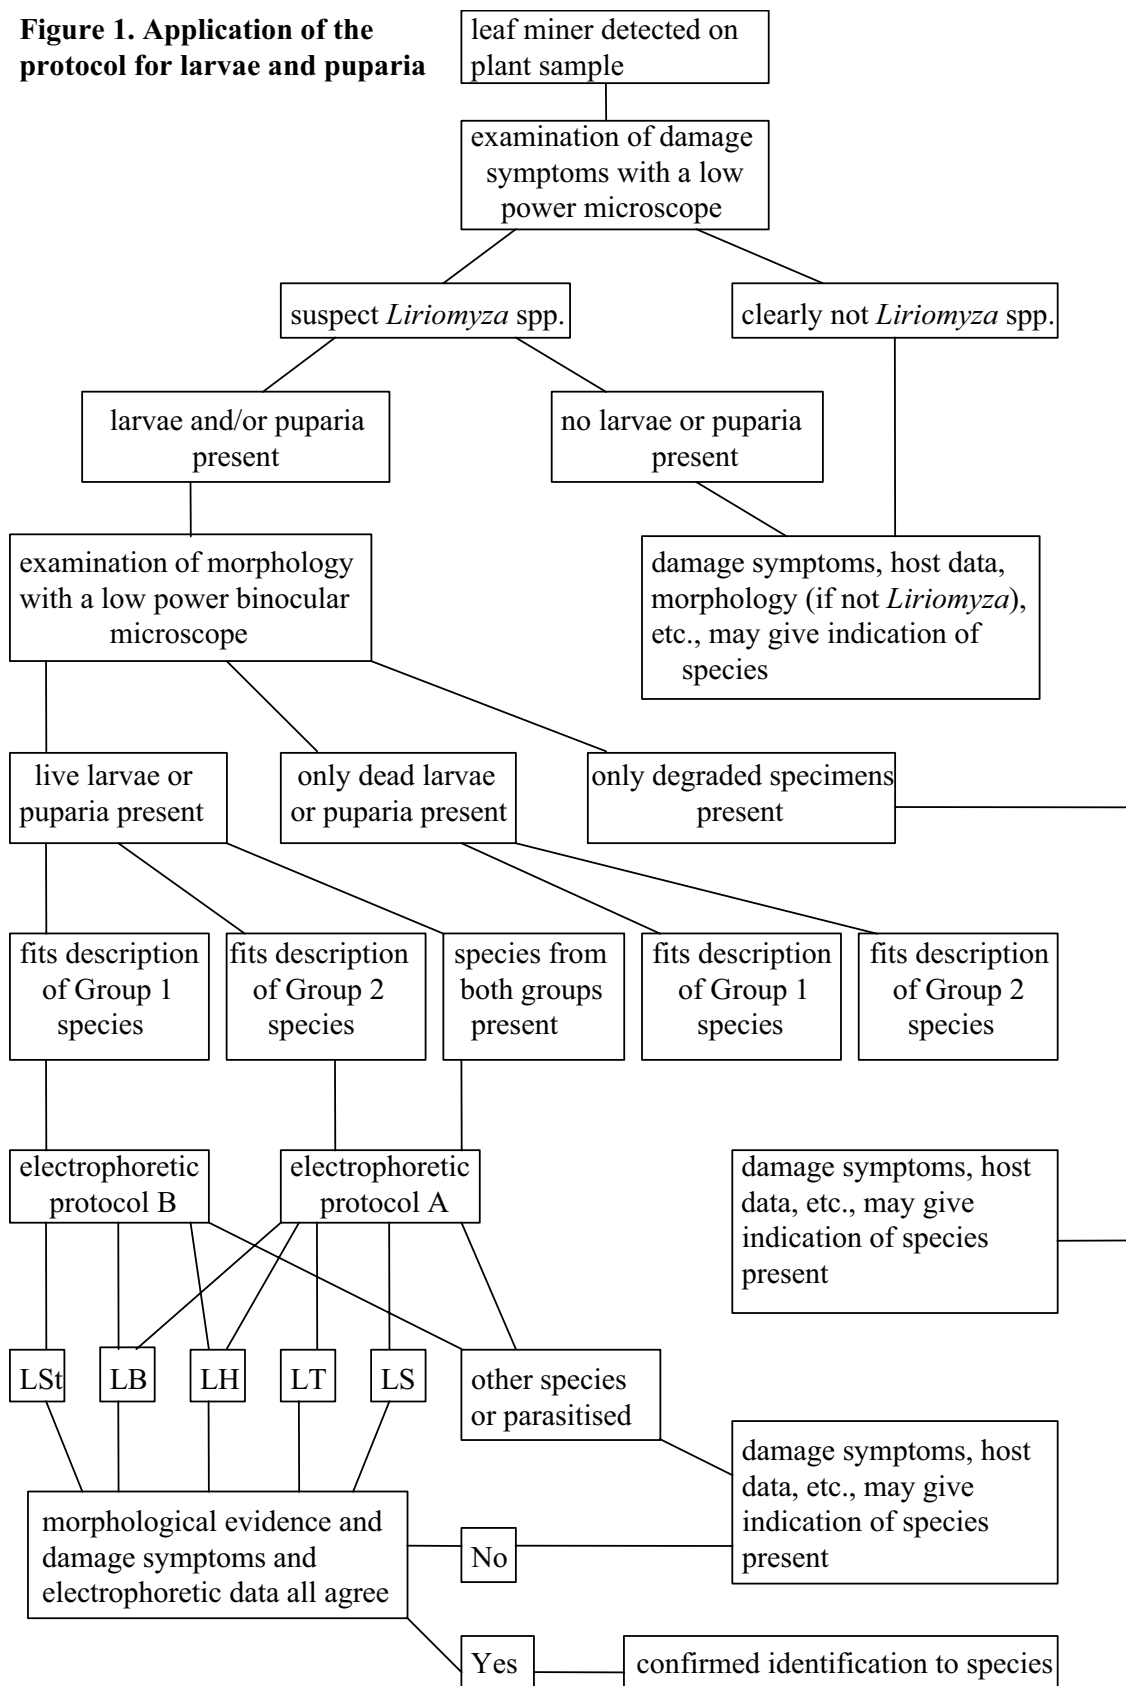 Figure 1. Application of the
protocol for larvae and puparia
leaf miner detected on
plant sample
examination of damage
symptoms with a low
power microscope
suspect Liriomyza spp.
clearly not Liriomyza spp.
larvae and/or puparia
present
no larvae or puparia
present
examination of morphology
with a low power binocular
microscope
damage symptoms, host data,
morphology (if not Liriomyza),
etc., may give indication of
species
live larvae or
puparia present
only dead larvae
or puparia present
only degraded specimens
present
fits description
of Group 1
species
fits description
of Group 2
species
species from
both groups
present
fits description
of Group 1
species
fits description
of Group 2
species
electrophoretic
protocol B
electrophoretic
protocol A
damage symptoms, host
data, etc., may give
indication of species
present
LSt
LB
LH
LT
LS
other species
or parasitised
damage symptoms, host
data, etc., may give
indication of species
present
morphological evidence and
damage symptoms and
electrophoretic data all agree
No
Yes
confirmed identification to species